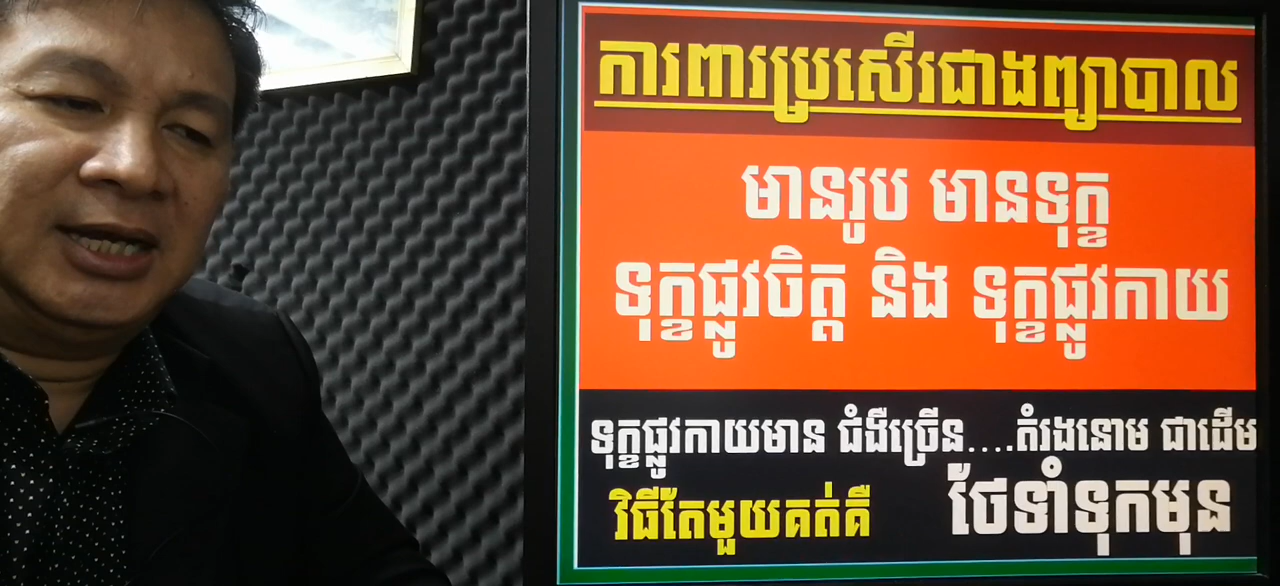 ការពារប្រសើរជាងព្យាបាល
មានរូប មានទុក្ខ
ទុក្ខផ្លូវចិត្ត និង ទុក្ខផ្លូវកាយ
ទុក្ខផ្លូវកាយមាន ជំងឺច្រើន....តំរងនោម ជាដើម
វិធីតែមួយគត់គឺ ថែទាំទុកមុន